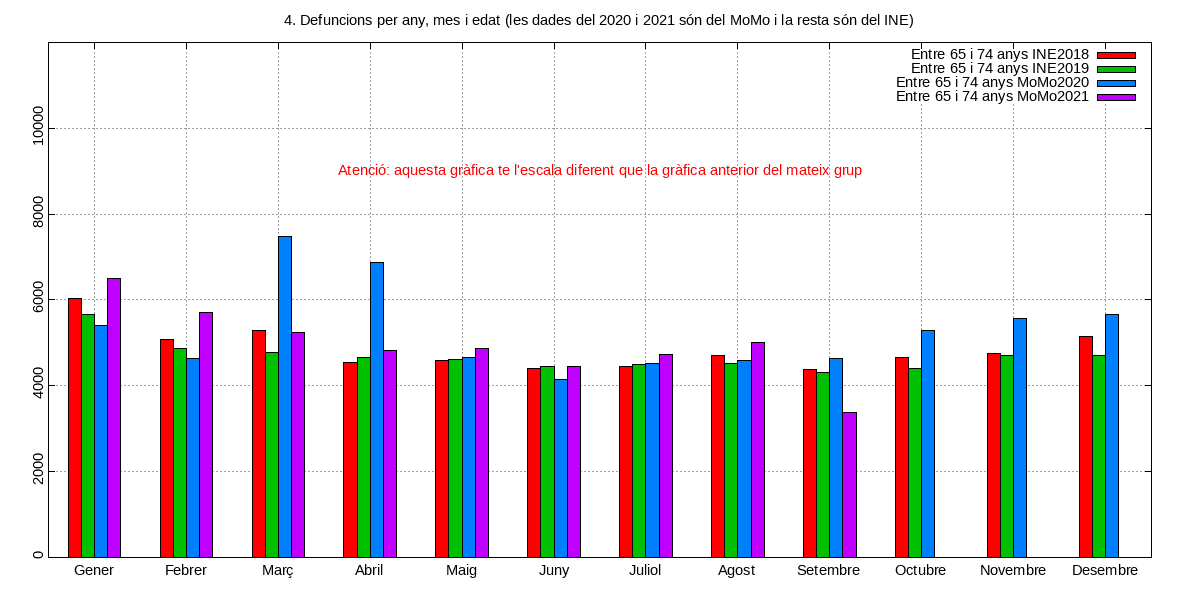 4. Defuncions per any, mes i edat (les dades del 2020 i 2021 són del MoMo i la resta són del INE)
Entre 65 i 74 anys INE2018
Entre 65 i 74 anys INE2019
Entre 65 i 74 anys MoMo2020
Entre 65 i 74 anys MoMo2021
Atenció: aquesta gràfica te l'escala diferent que la gràfica anterior del mateix grup
10000
8000
6000
4000
2000
0
Gener Febrer Març Abril Maig Juny Juliol Agost Setembre Octubre Novembre Desembre